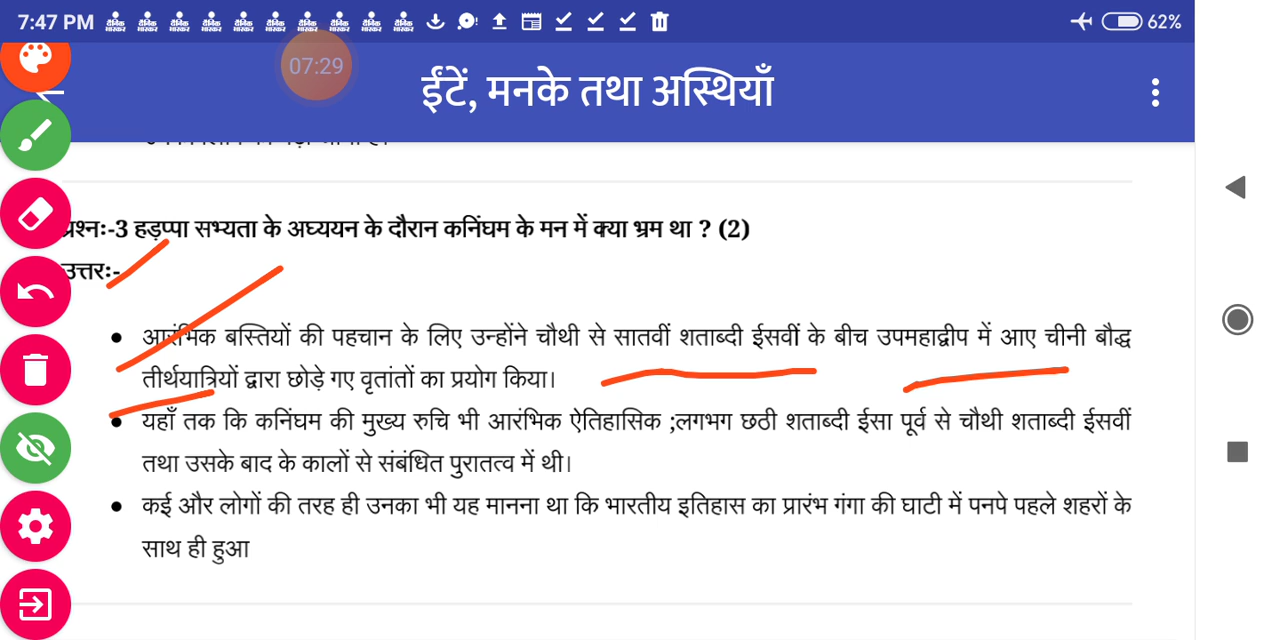 7:47 PM
62%
07:29
ईंटें, मनके तथा अस्थियाँ
प्रश्नः-3 हड़प्पा सभ्यता के अघ्ययन के दौरान कनिंघम के मन में क्या भ्रम था ? (2)
उत्तरः-
• आरंभिक बस्तियों की पहचान के लिए उन्होंने चौथी से सातवीं शताब्दी ईसवीं के बीच उपमहाद्वीप में आए चीनी बौद्ध
तीर्थयात्रियों द्वारा छोड़े गए वृतांतों का प्रयोग किया।
• यहाँ तक कि कनिंघम की मुख्य रुचि भी आरंभिक ऐतिहासिक ;लगभग छठी शताब्दी ईसा पूर्व से चौथी शताब्दी ईसवीं
तथा उसके बाद के कालों से संबंधित पुरातत्व में थी।
• कई और लोगों की तरह ही उनका भी यह मानना था कि भारतीय इतिहास का प्रारंभ गंगा की घाटी में पनपे पहले शहरों के
साथ ही हुआ